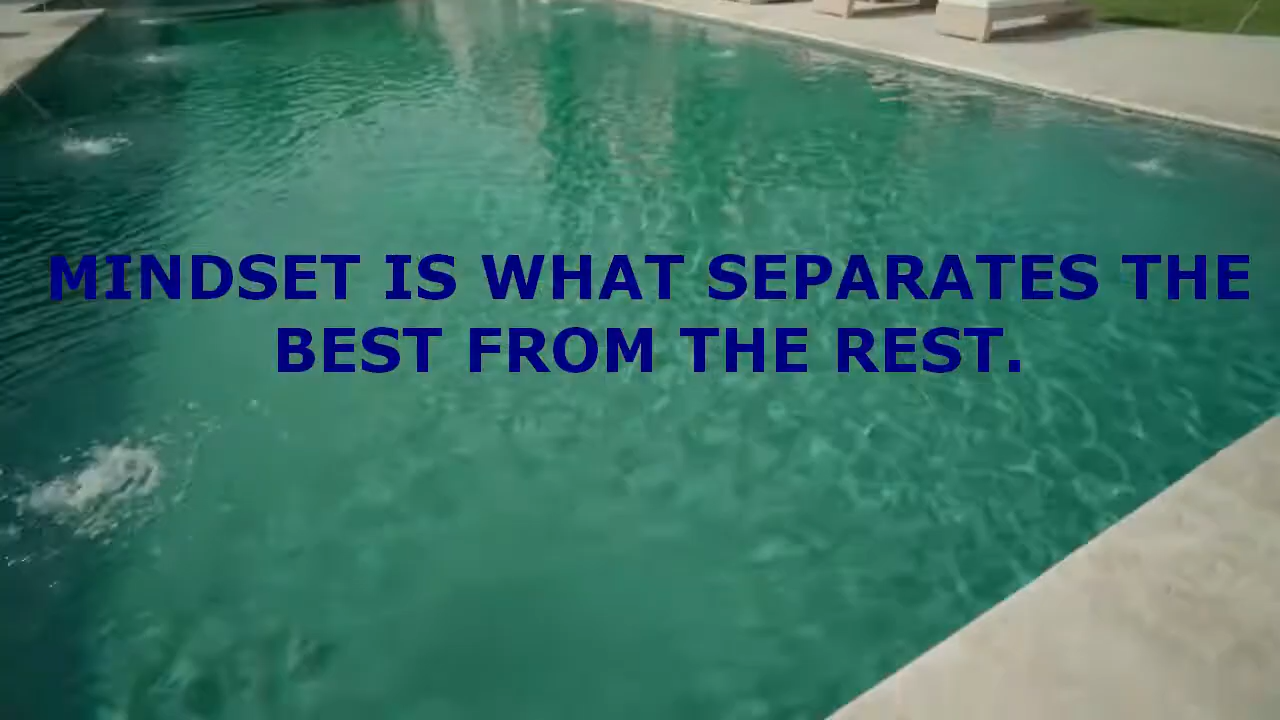 MINDSET IS WHAT SEPARATES THE
BEST FROM THE REST.